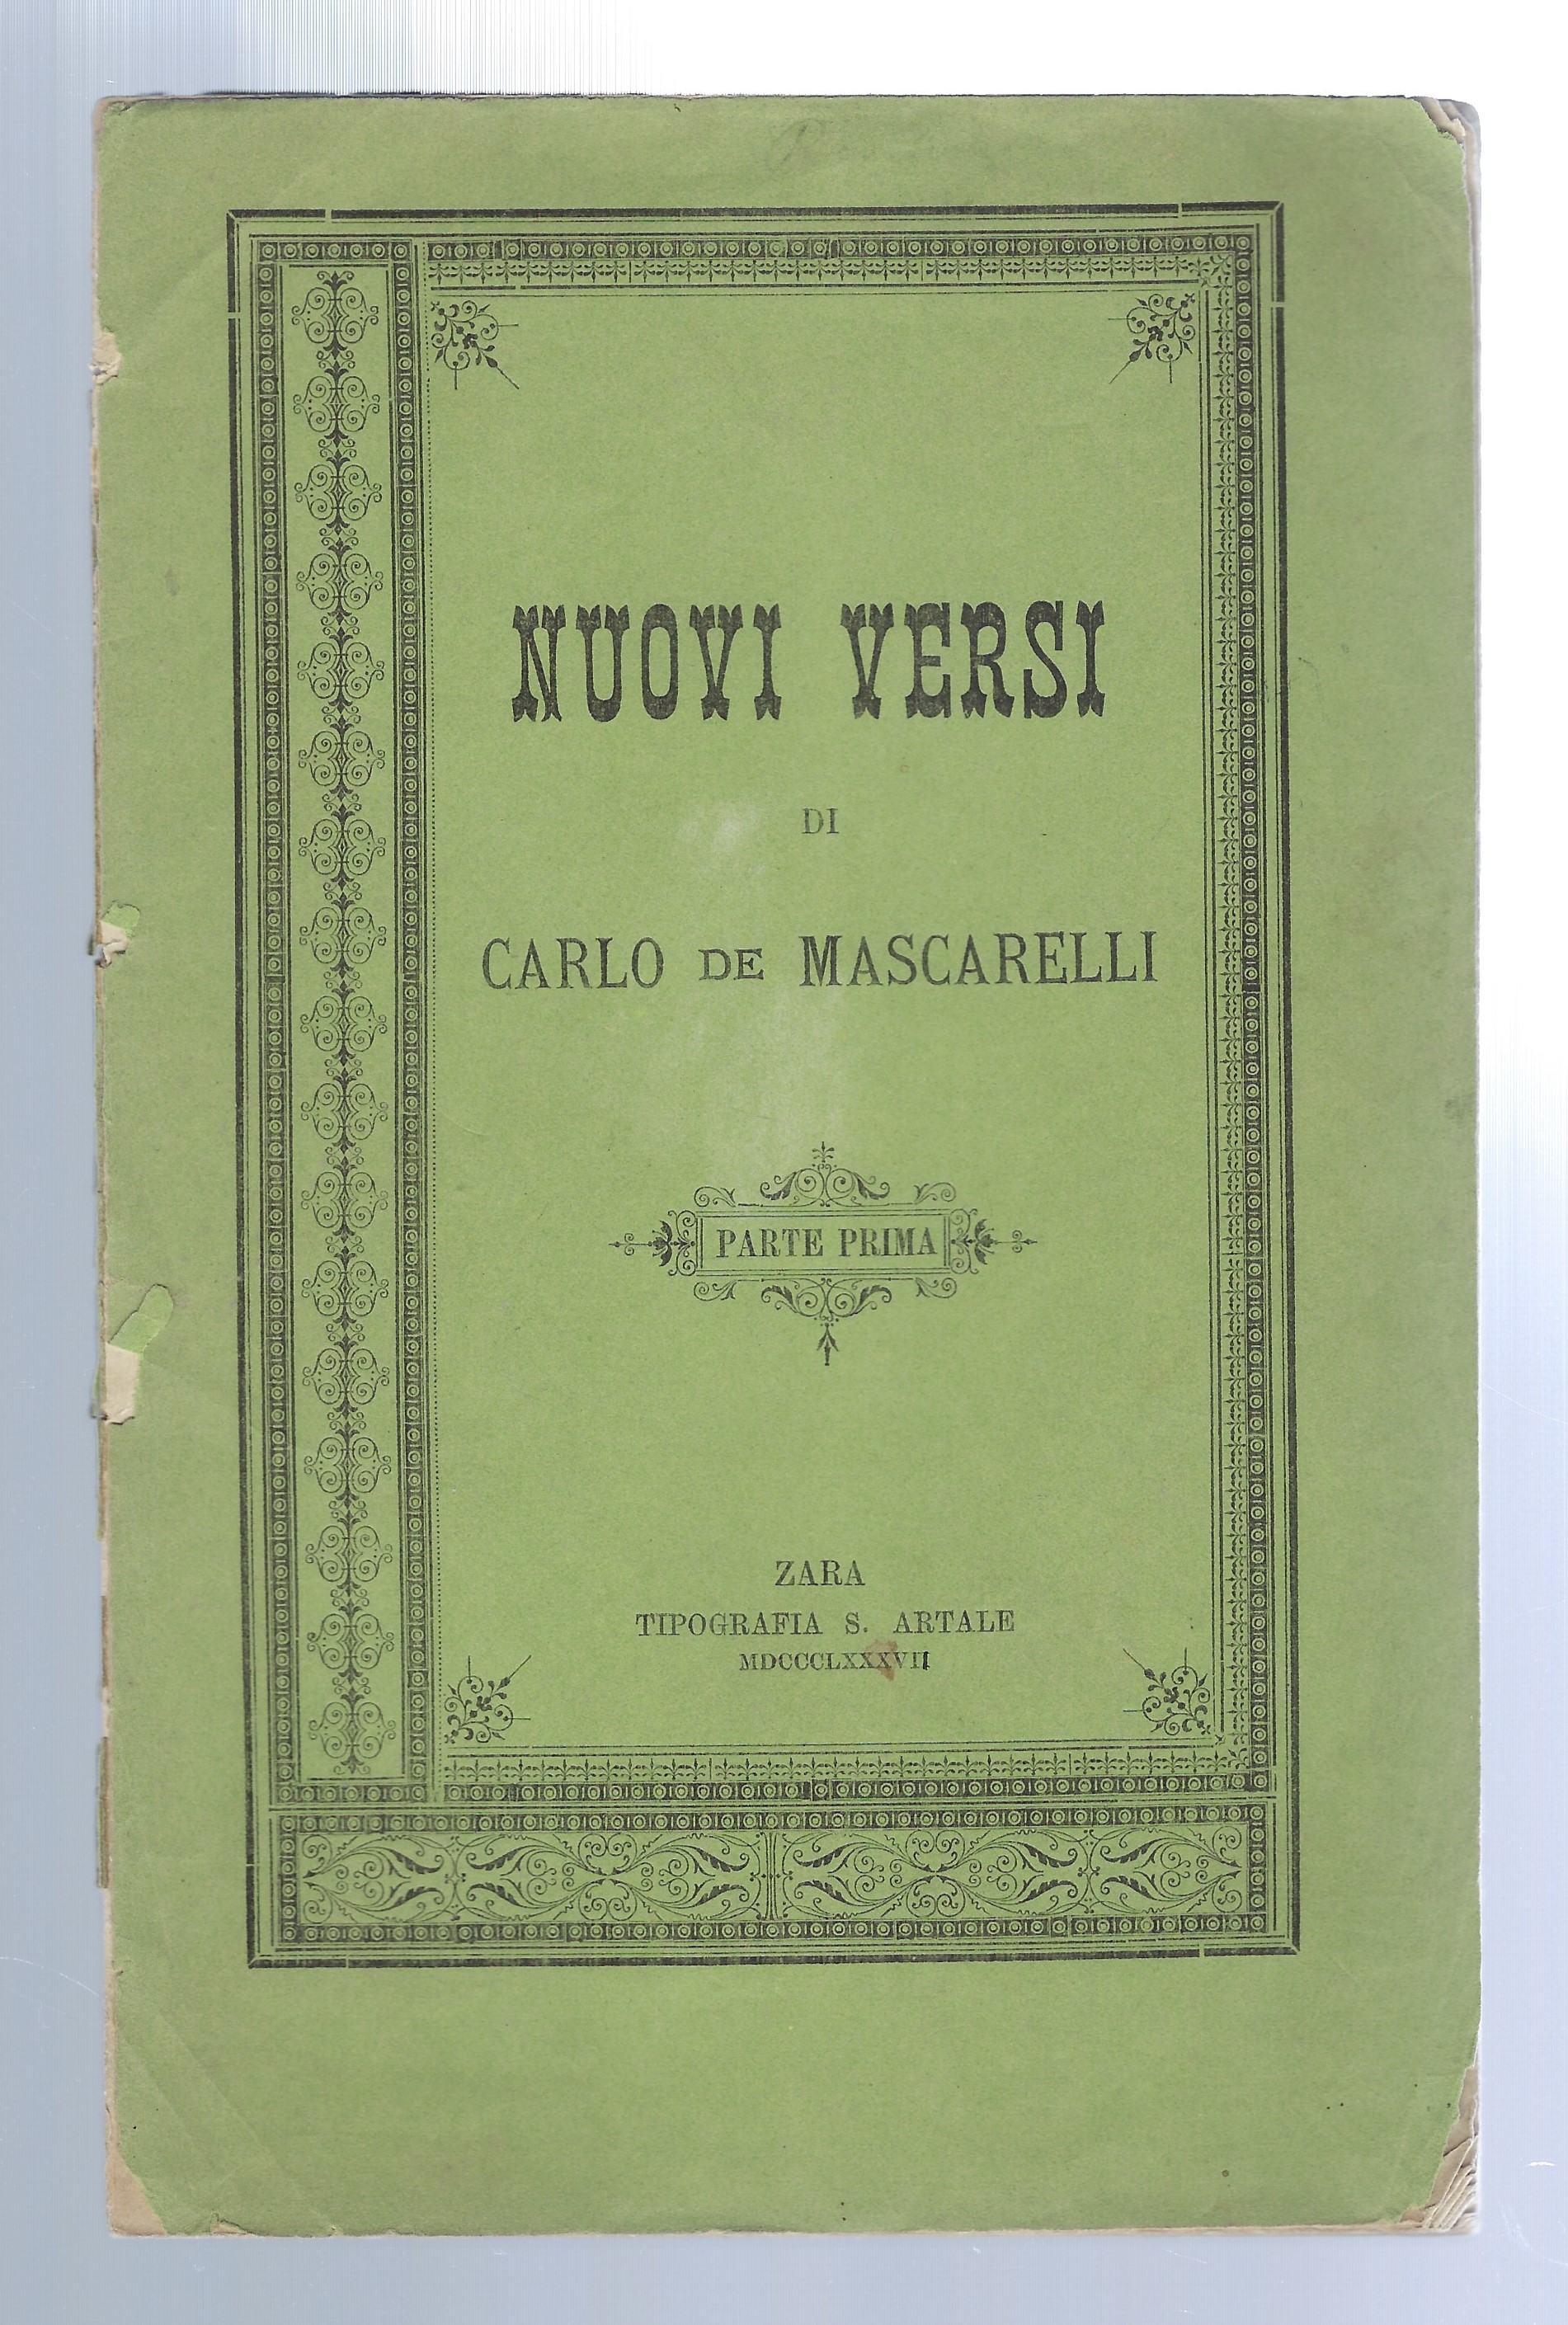 NUOVI VERSI
DI
CARLO DE MASCARELLI
PARTE PRIMA
ZARA
TIPOGRAFIA S. ARTALE
MDCCCLXXXVII